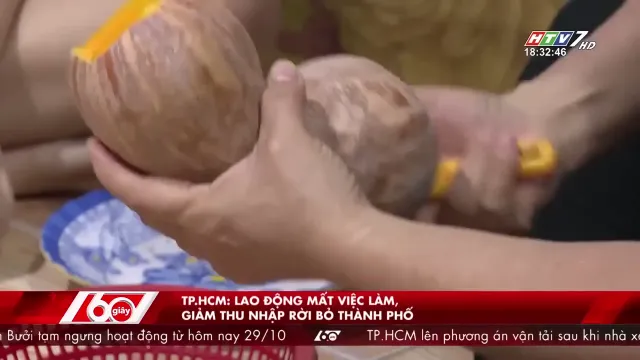 HTV7 HD
18:32:46
60 giây
TP.HCM: LAO ĐỘNG MẤT VIỆC LÀM,
GIẢM THU NHẬP RỜI BỎ THÀNH PHỐ
n Bưởi tạm ngưng hoạt động từ hôm nay 29/10 TP.HCM lên phương án vận tải sau khi nhà xe